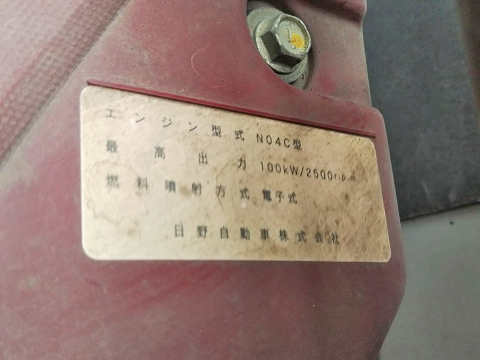 エンジン型式 N04C型
最高出力 100kW/2500r.p.m
燃料噴射方式 電子式
日野自動車株式会社